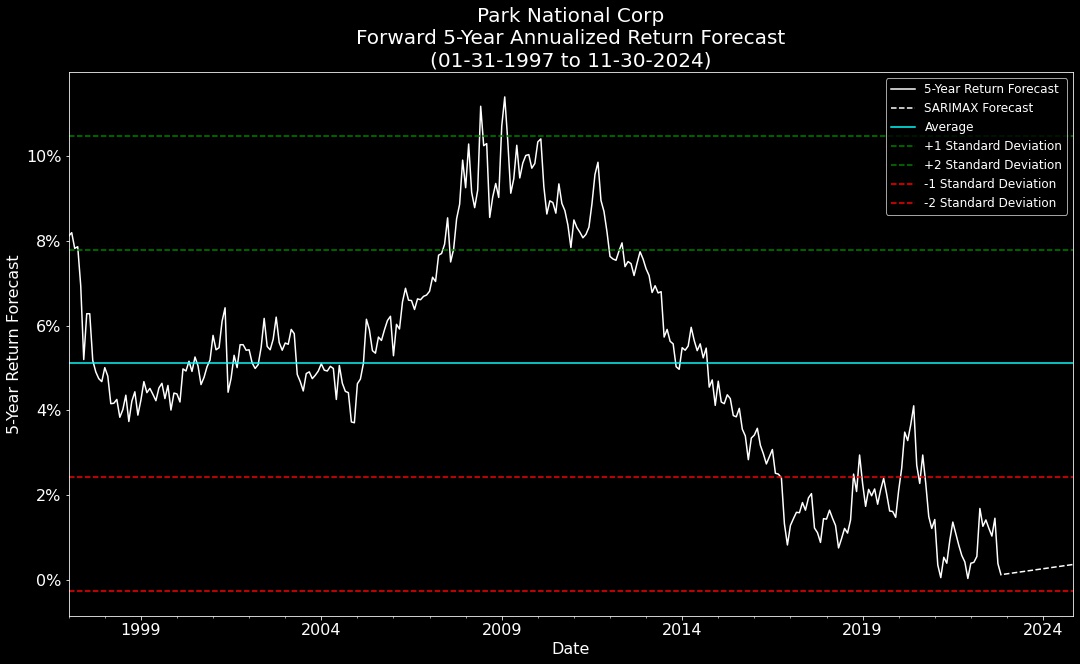 Park National Corp
Forward 5-Year Annualized Return Forecast
(01-31-1997 to 11-30-2024)
5-Year Return Forecast
SARIMAX Forecast
Average
+1 Standard Deviation
+2 Standard Deviation
-1 Standard Deviation
-2 Standard Deviation
10%
8%
6%
4%
2%
0%
5-Year Return Forecast
1999
2004
2009
2014
2019
2024
Date